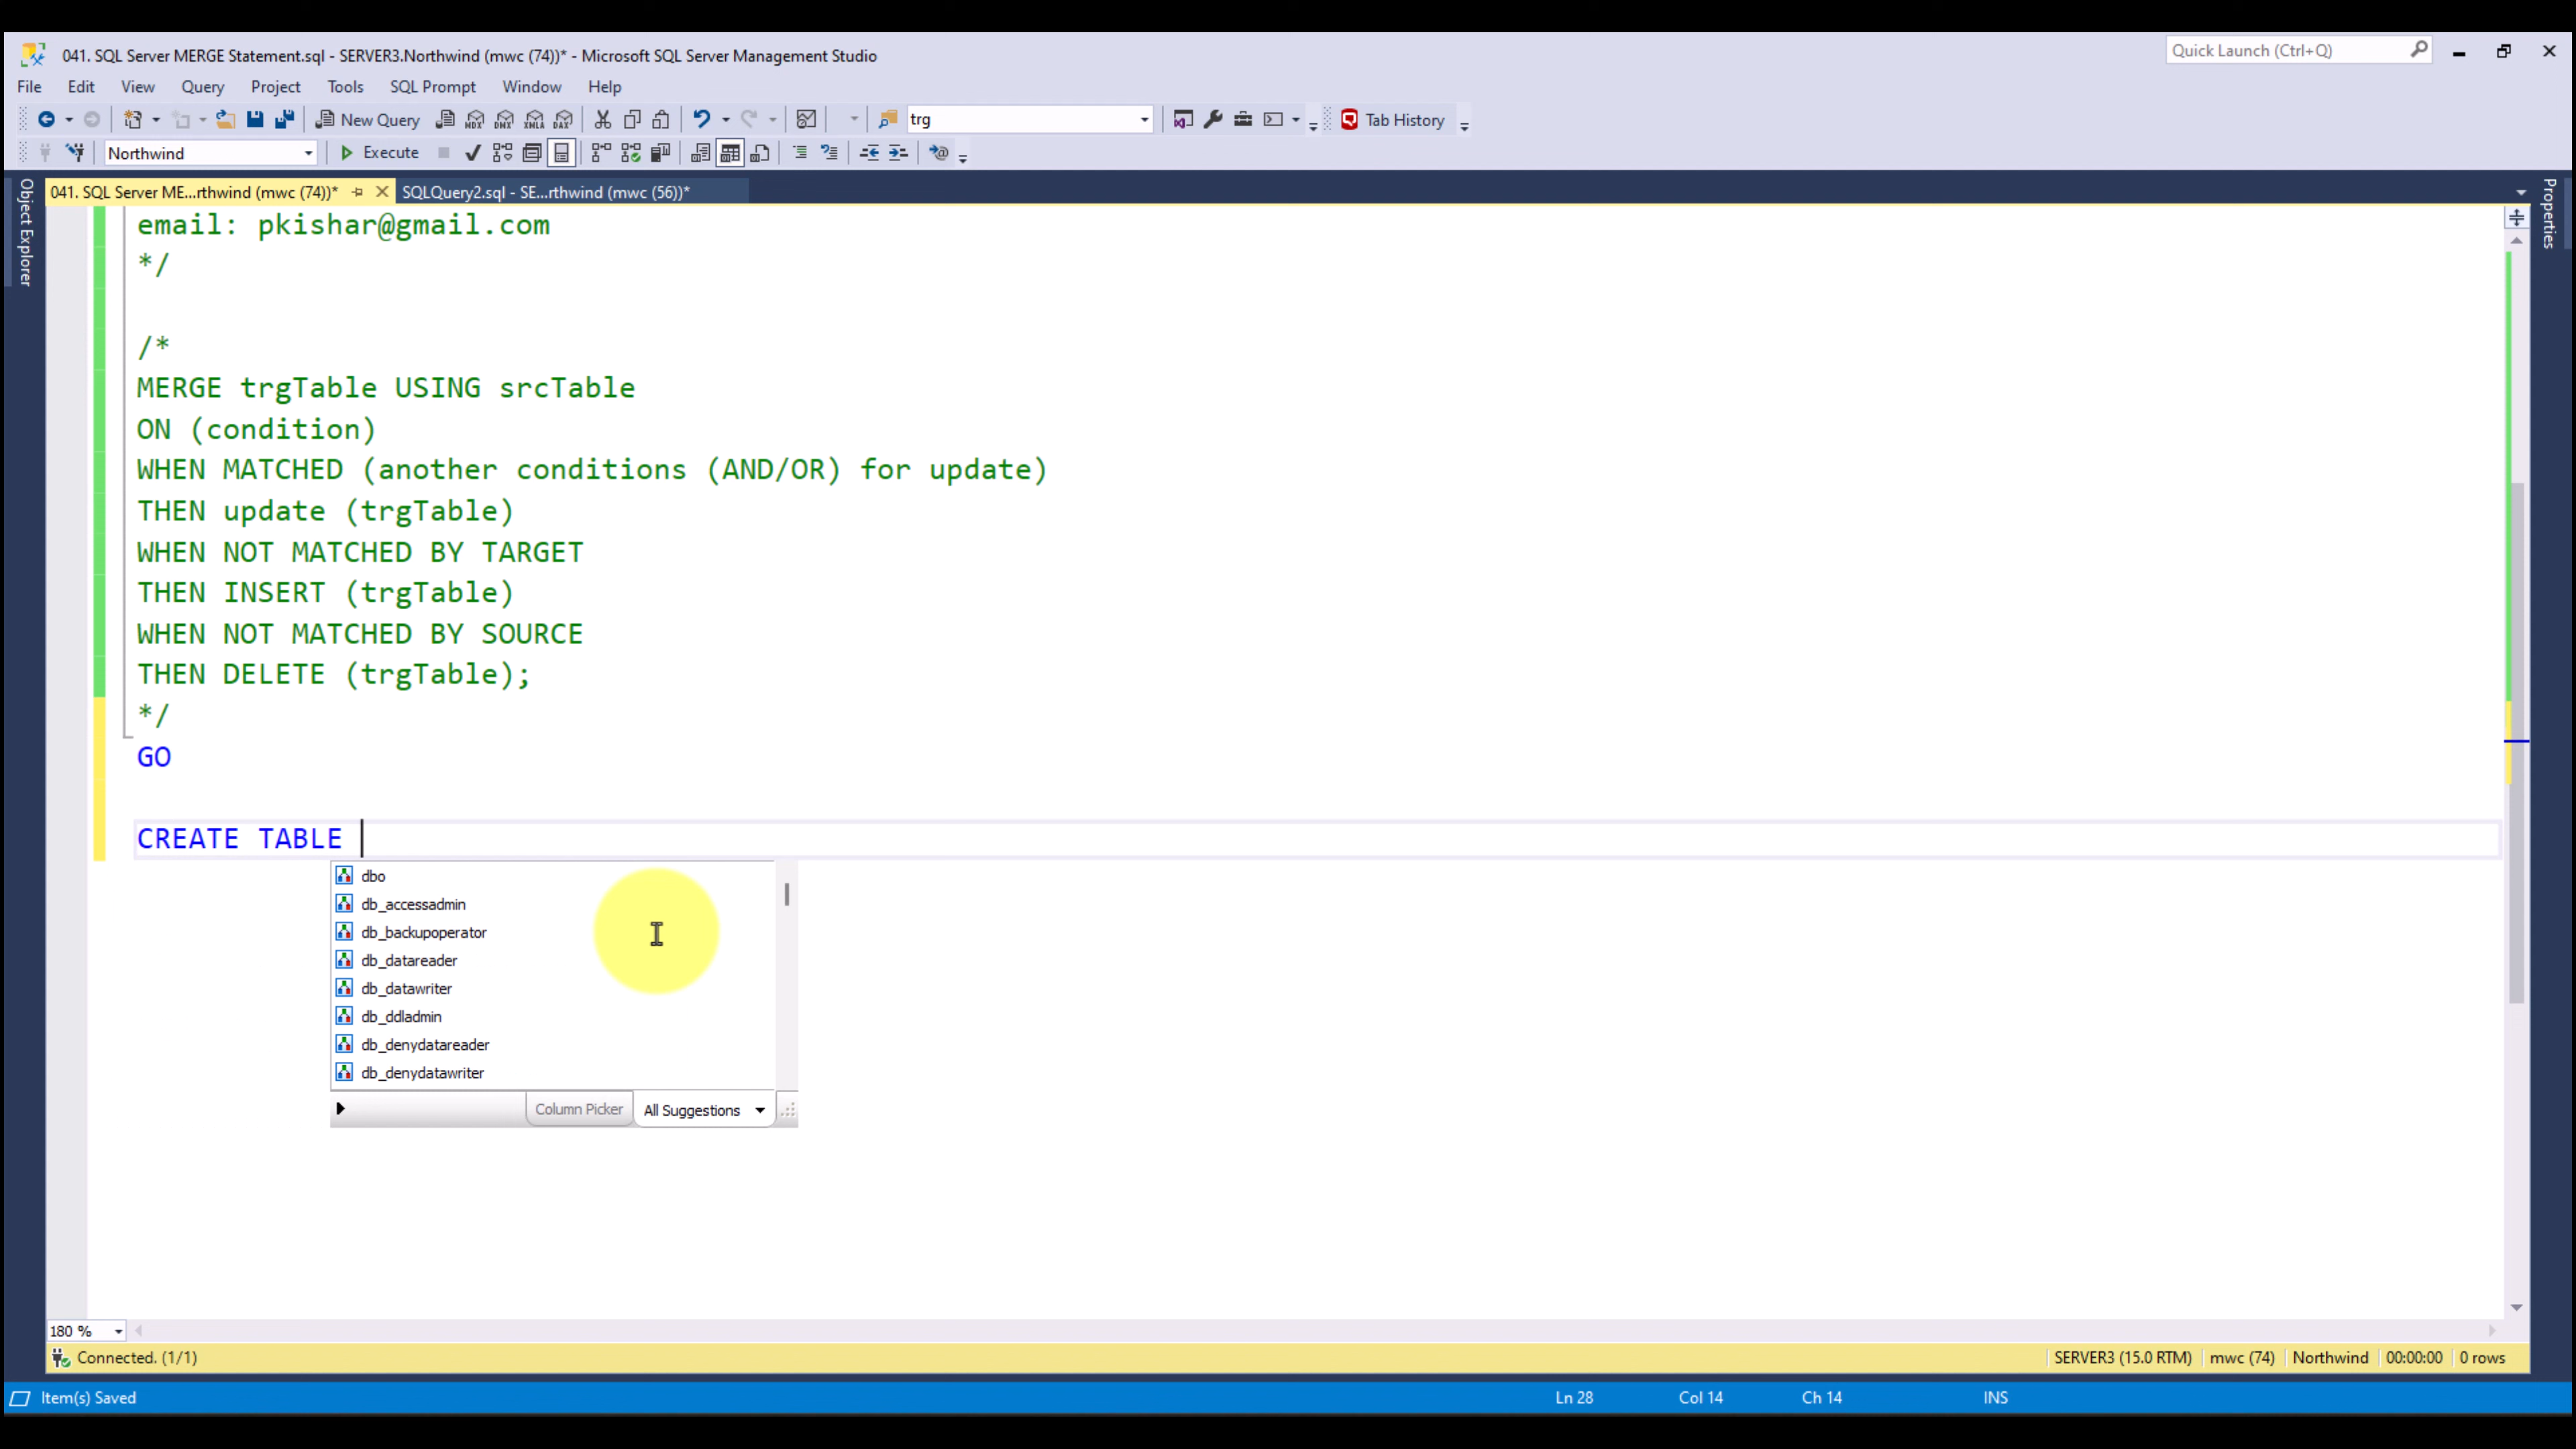 041. SQL Server MERGE Statement.sql - SERVER3.Northwind (mwc (74))* - Microsoft SQL Server Management Studio
Quick Launch (Ctrl+Q)
File Edit View Query Project Tools SQL Prompt Window Help
New Query
MDX DMX XMLA DAX
trg
Tab History
Northwind
Execute
041. SQL Server ME...rthwind (mwc (74))*
SQLQuery2.sql - SE...rthwind (mwc (56))*
Object Explorer
Properties
email: pkishar@gmail.com
*/
/*
MERGE trgTable USING srcTable
ON (condition)
WHEN MATCHED (another conditions (AND/OR) for update)
THEN update (trgTable)
WHEN NOT MATCHED BY TARGET
THEN INSERT (trgTable)
WHEN NOT MATCHED BY SOURCE
THEN DELETE (trgTable);
*/
GO
CREATE TABLE
dbo
db_accessadmin
db_backupoperator
db_datareader
db_datawriter
db_ddladmin
db_denydatareader
db_denydatawriter
Column Picker
All Suggestions
180 %
Connected. (1/1)
SERVER3 (15.0 RTM)
mwc (74)
Northwind
00:00:00
0 rows
Item(s) Saved
Ln 28
Col 14
Ch 14
INS